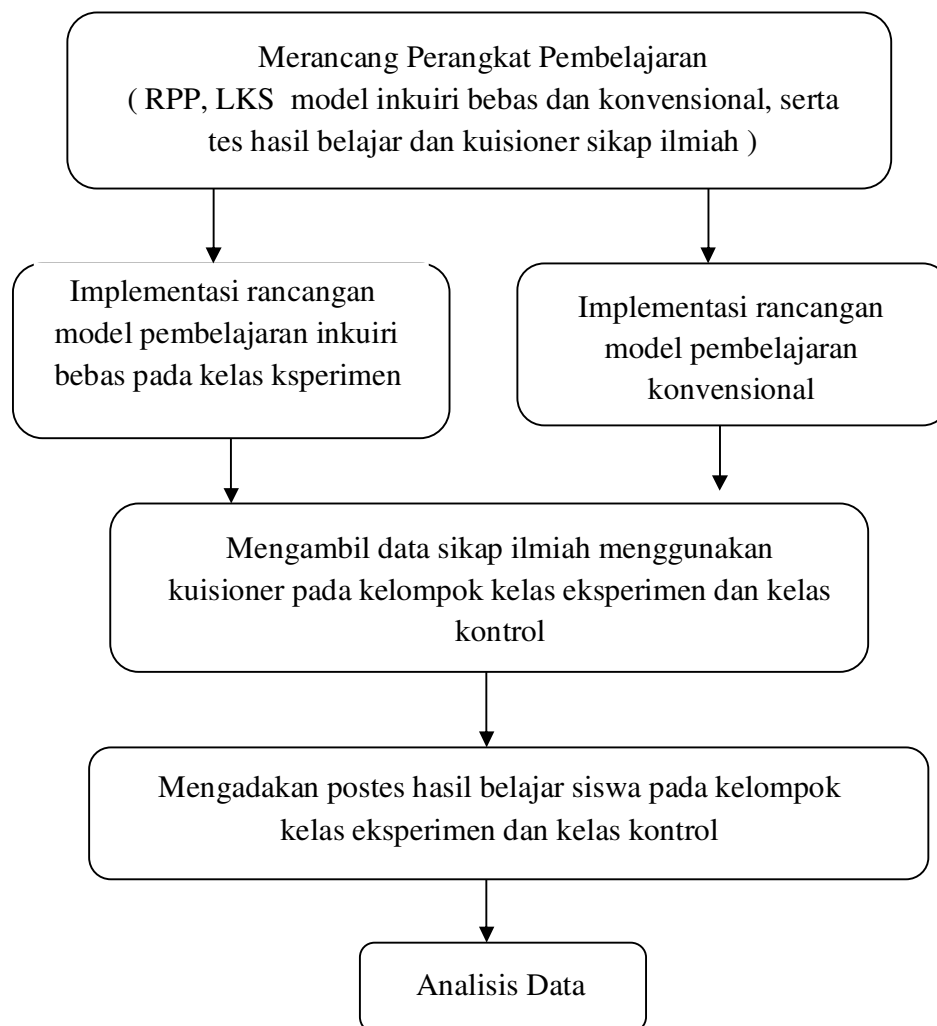 Merancang Perangkat Pembelajaran
( RPP, LKS model inkuiri bebas dan konvensional, serta
tes hasil belajar dan kuisioner sikap ilmiah )
Implementasi rancangan
model pembelajaran inkuiri
bebas pada kelas ksperimen
Implementasi rancangan
model pembelajaran
konvensional
Mengambil data sikap ilmiah menggunakan
kuisioner pada kelompok kelas eksperimen dan kelas
kontrol
Mengadakan postes hasil belajar siswa pada kelompok
kelas eksperimen dan kelas kontrol
Analisis Data